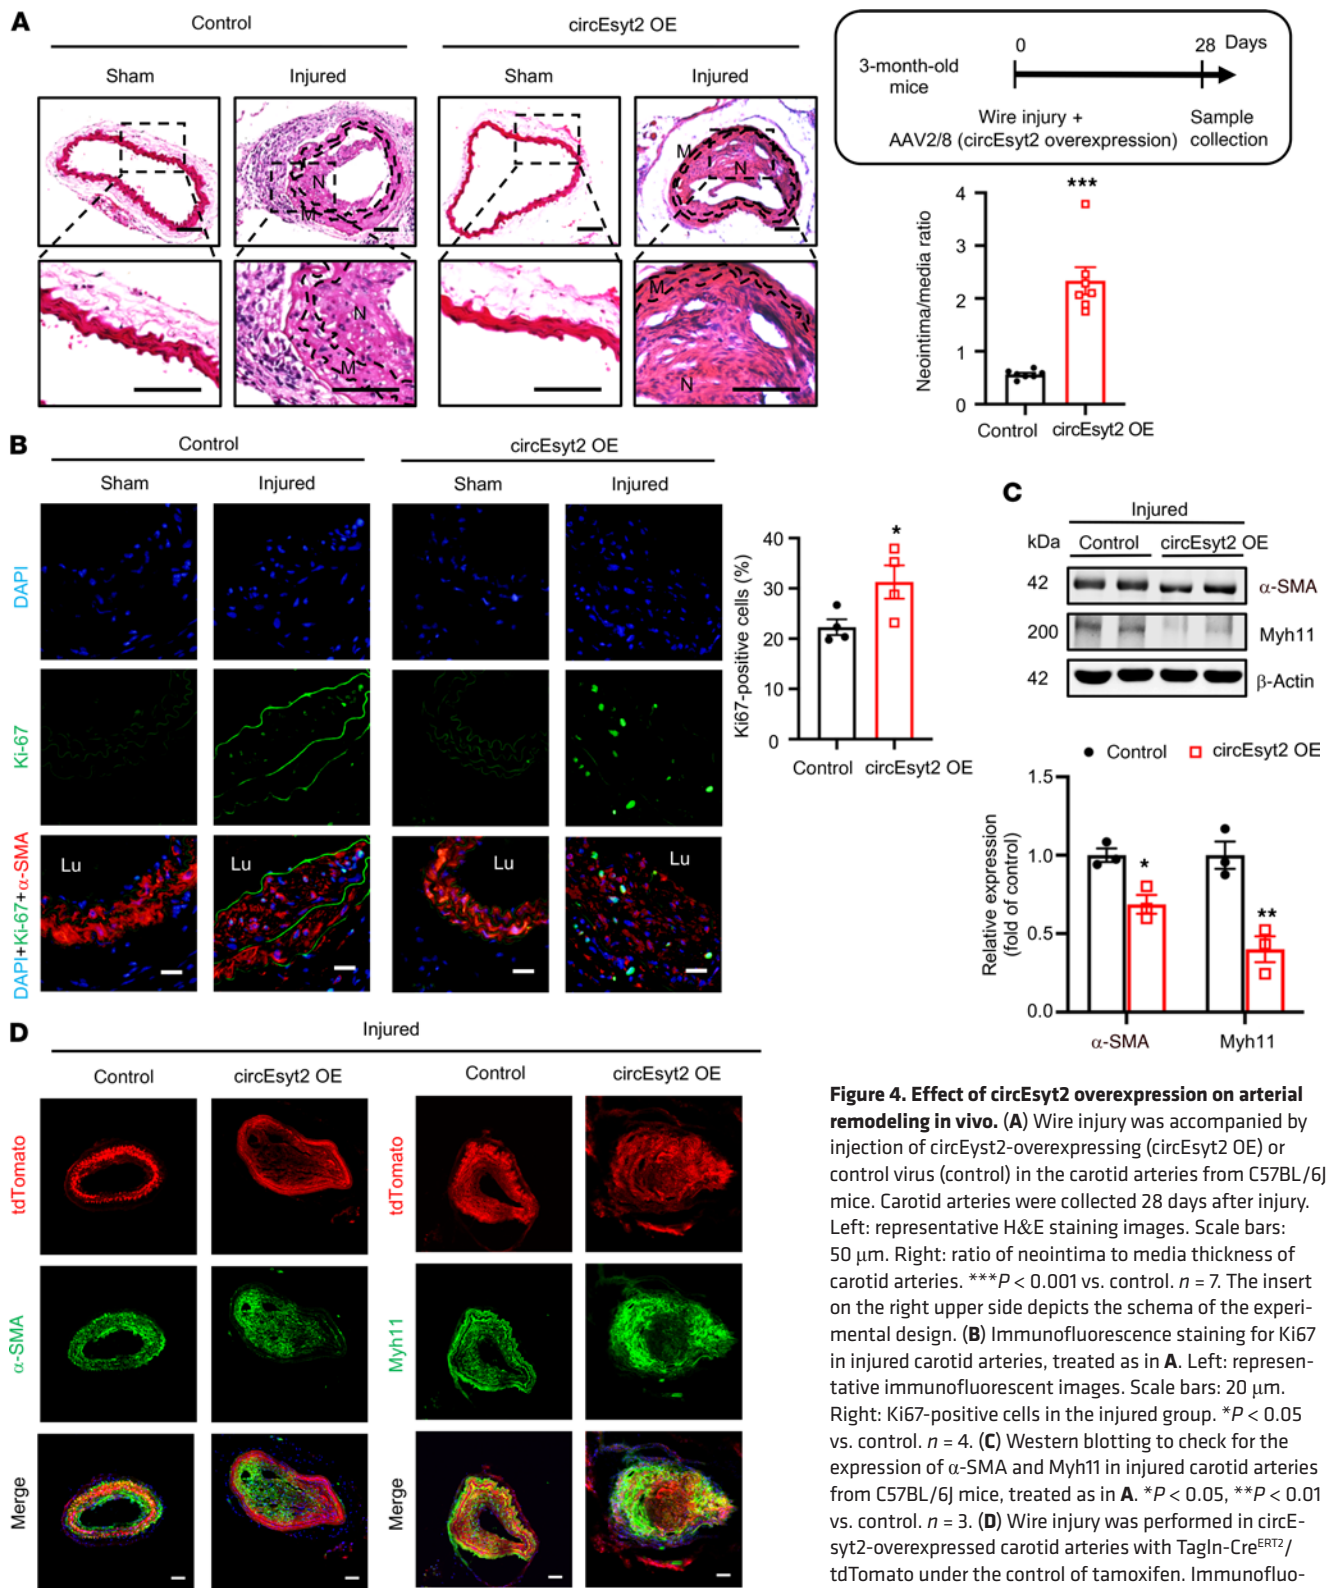 A
Control
circEsyt2 OE
Sham
Injured
Sham
Injured
N
M
M
N
N
M
M
N
3-month-old
mice
0
28
Days
Wire injury +
AAV2/8 (circEsyt2 overexpression)
Sample
collection
Neointima/media ratio
4
3
2
1
0
***
Control
circEsyt2 OE
B
Control
circEsyt2 OE
Sham
Injured
Sham
Injured
DAPI
Ki-67
DAPI+Ki-67+α-SMA
Lu
Lu
Lu
Lu
Ki67-positive cells (%)
40
30
20
10
0
*
Control
circEsyt2 OE
C
Injured
kDa
Control
circEsyt2 OE
42
α-SMA
200
Myh11
42
β-Actin
Control
circEsyt2 OE
Relative expression
(fold of control)
1.5
1.0
0.5
0.0
*
**
α-SMA
Myh11
D
Injured
Control
circEsyt2 OE
Control
circEsyt2 OE
tdTomato
tdTomato
α-SMA
Myh11
Merge
Merge
Figure 4. Effect of circEsyt2 overexpression on arterial
remodeling in vivo. (A) Wire injury was accompanied by
injection of circEyst2-overexpressing (circEsyt2 OE) or
control virus (control) in the carotid arteries from C57BL/6J
mice. Carotid arteries were collected 28 days after injury.
Left: representative H&E staining images. Scale bars:
50 μm. Right: ratio of neointima to media thickness of
carotid arteries. ***P < 0.001 vs. control. n = 7. The insert
on the right upper side depicts the schema of the experi-
mental design. (B) Immunofluorescence staining for Ki67
in injured carotid arteries, treated as in A. Left: represen-
tative immunofluorescent images. Scale bars: 20 μm.
Right: Ki67-positive cells in the injured group. *P < 0.05
vs. control. n = 4. (C) Western blotting to check for the
expression of α-SMA and Myh11 in injured carotid arteries
from C57BL/6J mice, treated as in A. *P < 0.05, **P < 0.01
vs. control. n = 3. (D) Wire injury was performed in circE-
syt2-overexpressed carotid arteries with Tagln-CreERT2/
tdTomato under the control of tamoxifen. Immunofluo-